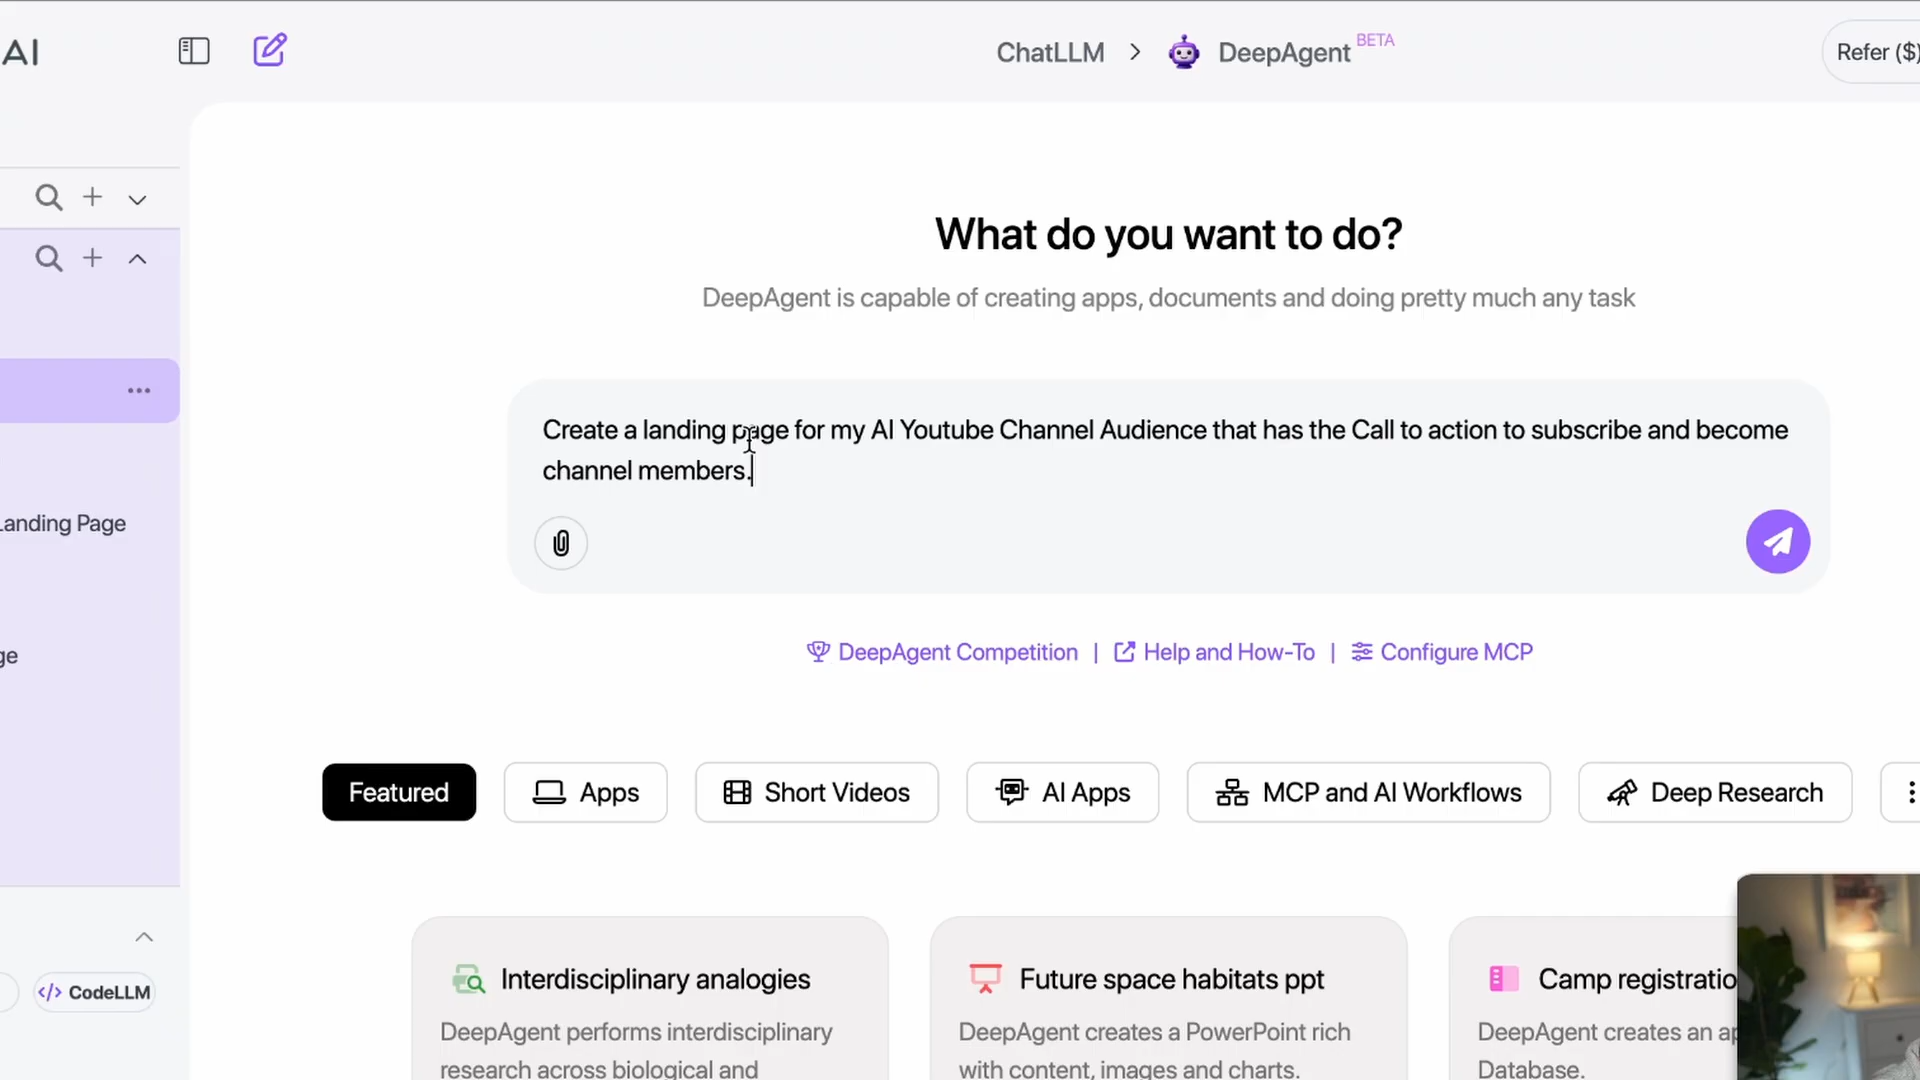 AI
ChatLLM > DeepAgent BETA
Refer ($)
What do you want to do?
DeepAgent is capable of creating apps, documents and doing pretty much any task
Create a landing page for my AI Youtube Channel Audience that has the Call to action to subscribe and become
channel members.
Landing Page
ge
DeepAgent Competition | Help and How-To | Configure MCP
Featured
Apps
Short Videos
AI Apps
MCP and AI Workflows
Deep Research
Interdisciplinary analogies
DeepAgent performs interdisciplinary
research across biological and
Future space habitats ppt
DeepAgent creates a PowerPoint rich
with content, images and charts.
Camp registratio
DeepAgent creates an ap
Database.
</> CodeLLM